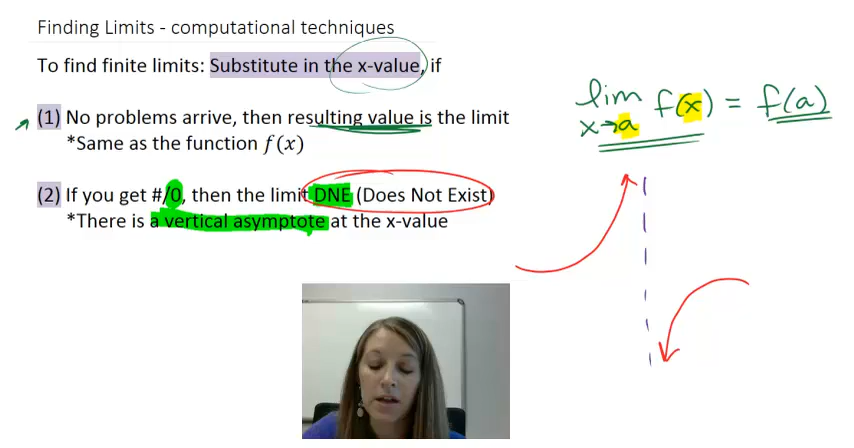 Finding Limits - computational techniques
To find finite limits: Substitute in the x-value, if
(1) No problems arrive, then resulting value is the limit
*Same as the function f(x)
(2) If you get #/0, then the limit DNE (Does Not Exist)
*There is a vertical asymptote at the x-value
lim f(x) = f(a)
x→a